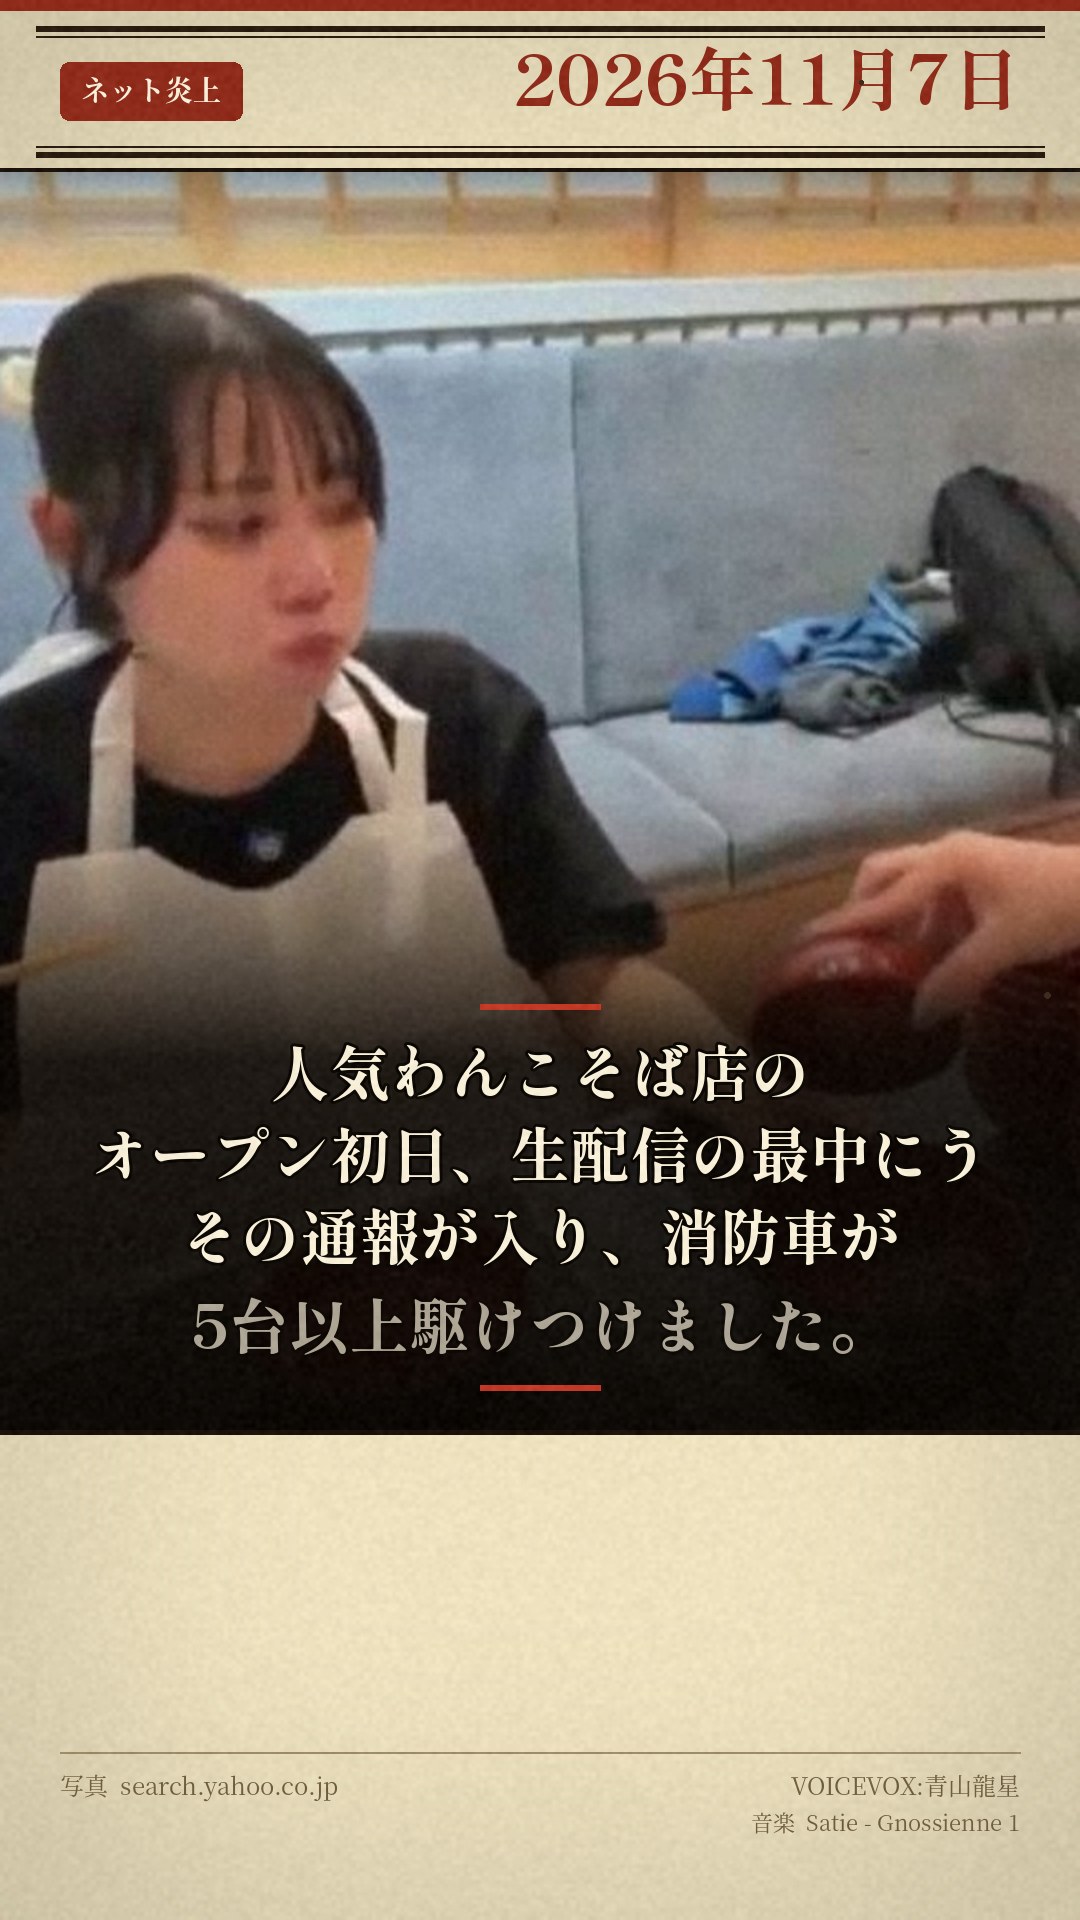 ネット炎上
2026年11月7日
人気わんこそば店の
オープン初日、生配信の最中にう
その通報が入り、消防車が
5台以上駆けつけました。
写真 search.yahoo.co.jp
VOICEVOX:青山龍星
音楽 Satie - Gnossienne 1